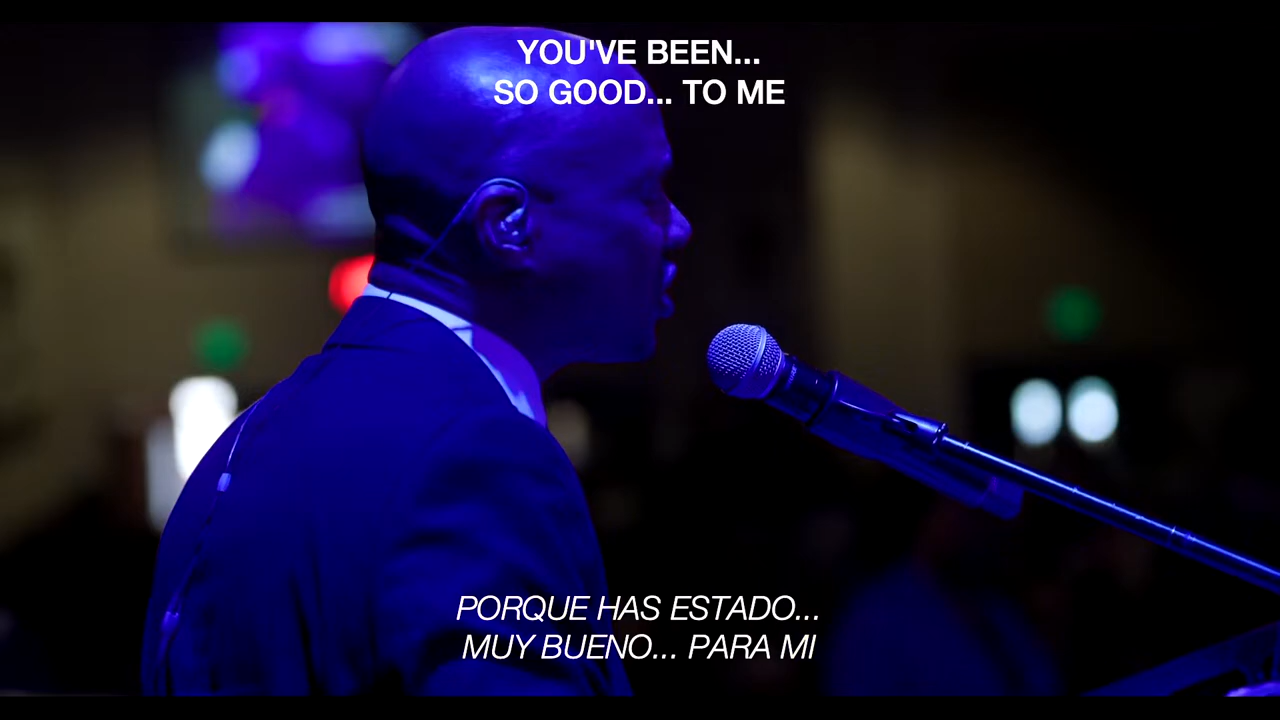 YOU'VE BEEN...
SO GOOD... TO ME
PORQUE HAS ESTADO...
MUY BUENO... PARA MI